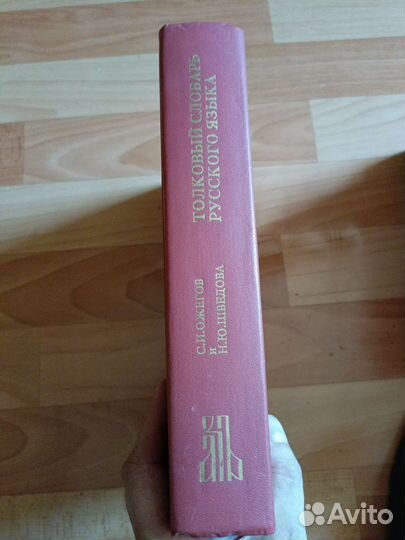 С.И.ОЖЕГОВ
и
Н.Ю.ШВЕДОВА
ТОЛКОВЫЙ СЛОВАРЬ
РУССКОГО ЯЗЫКА
Avito